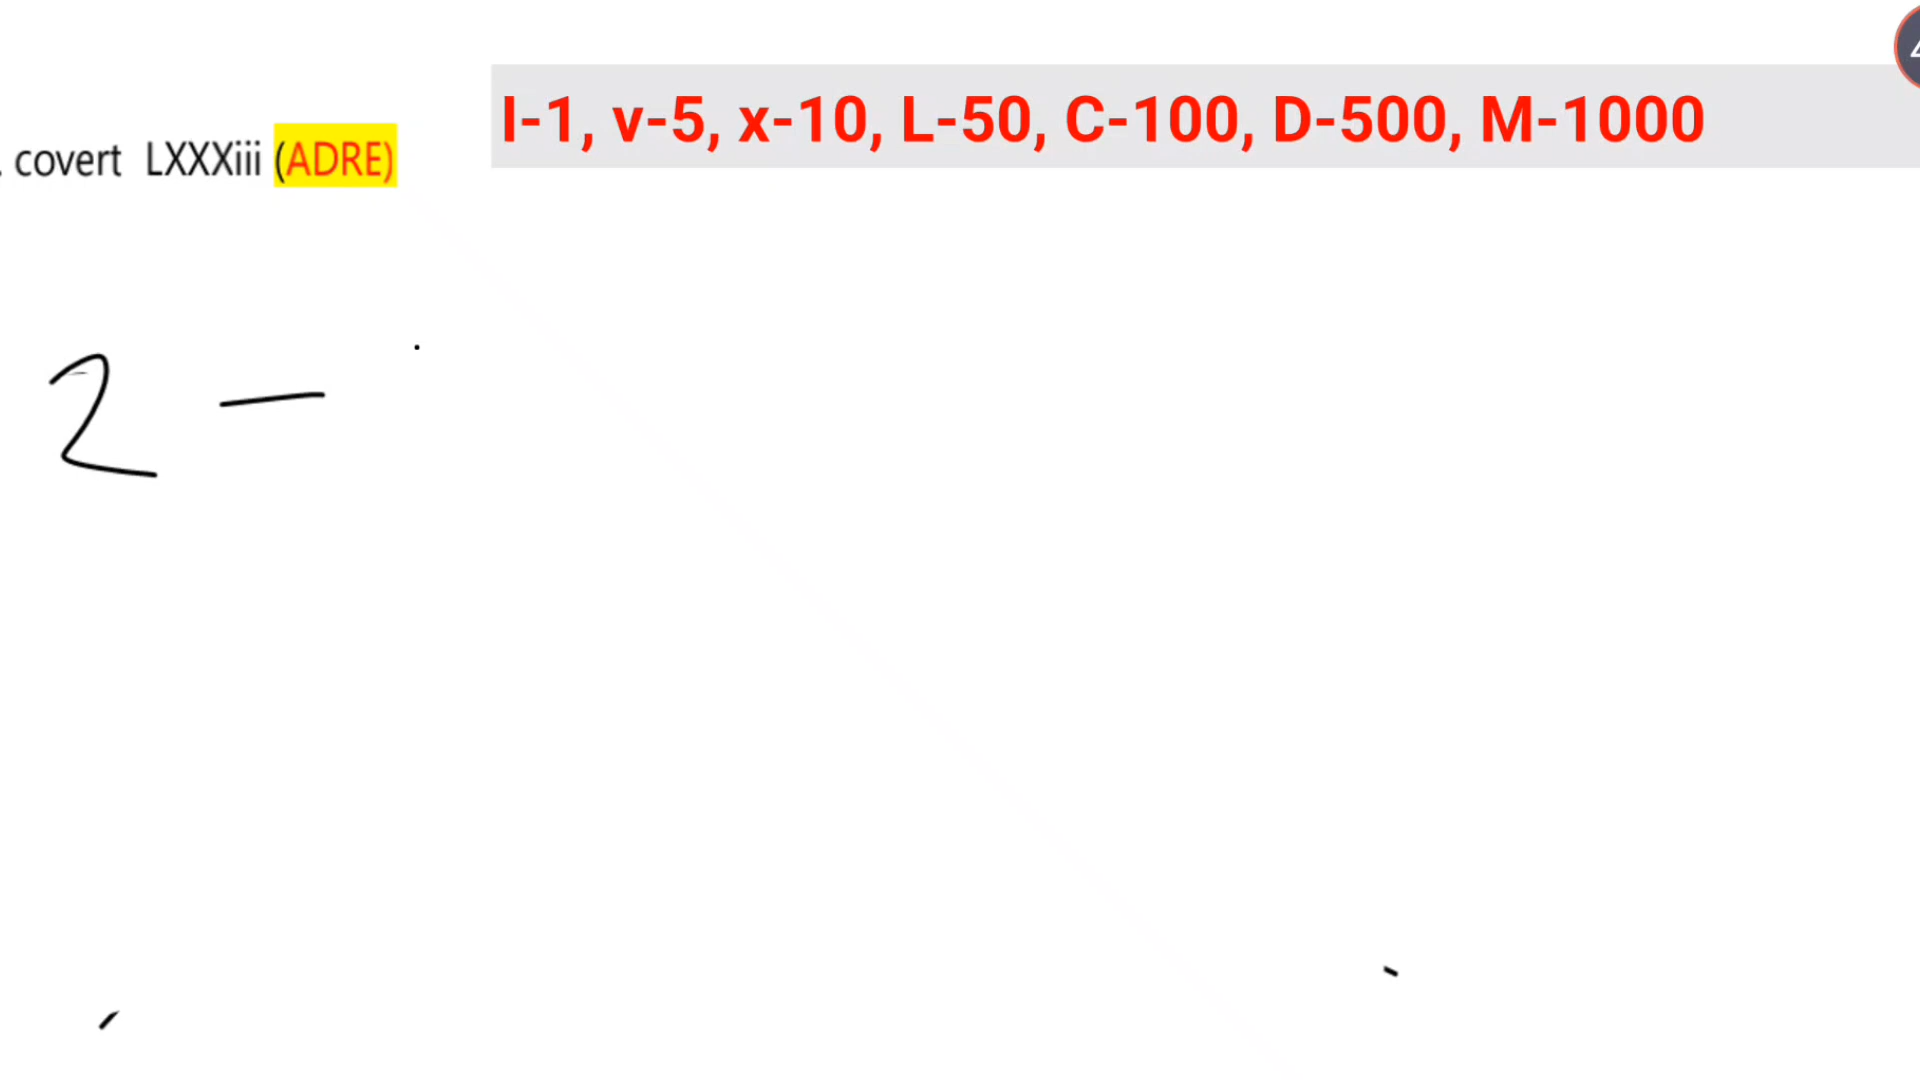 I-1, v-5, x-10, L-50, C-100, D-500, M-1000
. covert LXXXiii (ADRE)
2 –